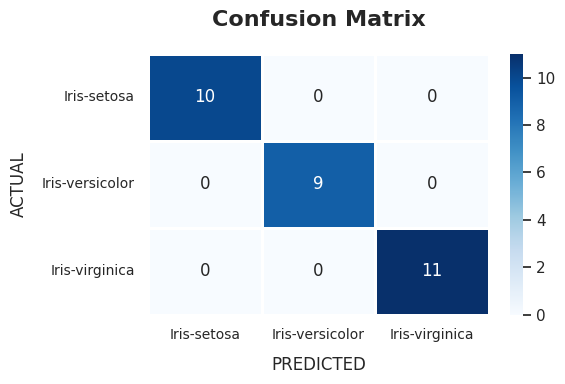 Confusion Matrix
Iris-setosa 10 0 0
Iris-versicolor 0 9 0
Iris-virginica 0 0 11
Iris-setosa Iris-versicolor Iris-virginica
PREDICTED
ACTUAL
10
8
6
4
2
0